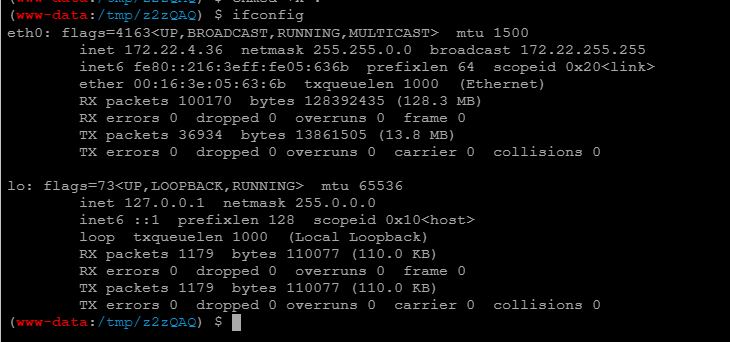 (www-data:/tmp/z2zQAQ) $ ifconfig
eth0: flags=4163<UP,BROADCAST,RUNNING,MULTICAST>  mtu 1500
        inet 172.22.4.36  netmask 255.255.0.0  broadcast 172.22.255.255
        inet6 fe80::216:3eff:fe05:636b  prefixlen 64  scopeid 0x20<link>
        ether 00:16:3e:05:63:6b  txqueuelen 1000  (Ethernet)
        RX packets 100170  bytes 128392435 (128.3 MB)
        RX errors 0  dropped 0  overruns 0  frame 0
        TX packets 36934  bytes 13861505 (13.8 MB)
        TX errors 0  dropped 0 overruns 0  carrier 0  collisions 0

lo: flags=73<UP,LOOPBACK,RUNNING>  mtu 65536
        inet 127.0.0.1  netmask 255.0.0.0
        inet6 ::1  prefixlen 128  scopeid 0x10<host>
        loop  txqueuelen 1000  (Local Loopback)
        RX packets 1179  bytes 110077 (110.0 KB)
        RX errors 0  dropped 0  overruns 0  frame 0
        TX packets 1179  bytes 110077 (110.0 KB)
        TX errors 0  dropped 0 overruns 0  carrier 0  collisions 0
(www-data:/tmp/z2zQAQ) $